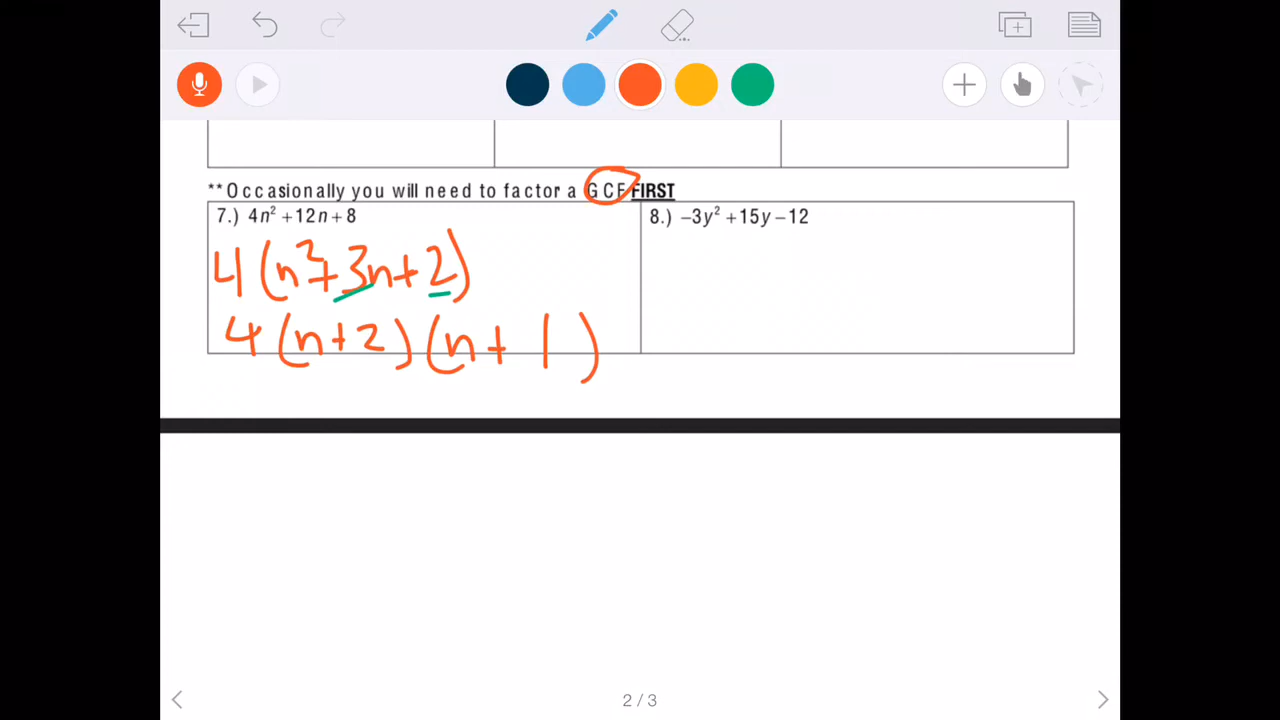 **Occasionally you will need to factor a GCF FIRST
7.) 4n² +12n+8
4(n²+3n+2)
4(n+2)(n+1)
8.) −3y² +15y−12
2 / 3